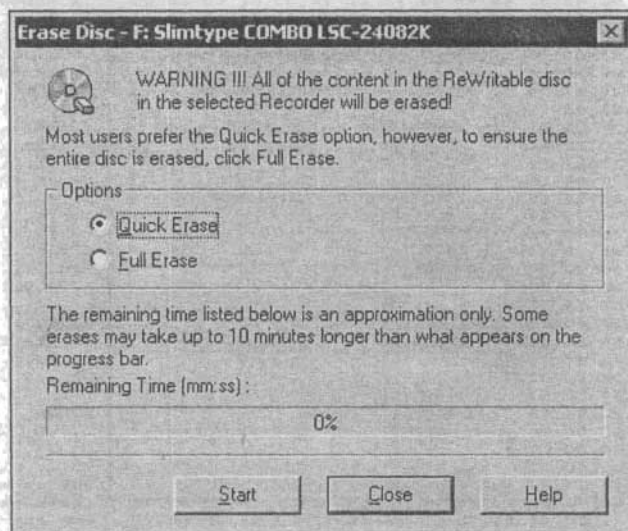 Erase Disc - F: Slimtype COMBO LSC-24082K
WARNING !!! All of the content in the ReWritable disc
in the selected Recorder will be erased!
Most users prefer the Quick Erase option, however, to ensure the
entire disc is erased, click Full Erase.
Options
Quick Erase
Full Erase
The remaining time listed below is an approximation only. Some
erases may take up to 10 minutes longer than what appears on the
progress bar.
Remaining Time (mm:ss) :
0%
Start Close Help